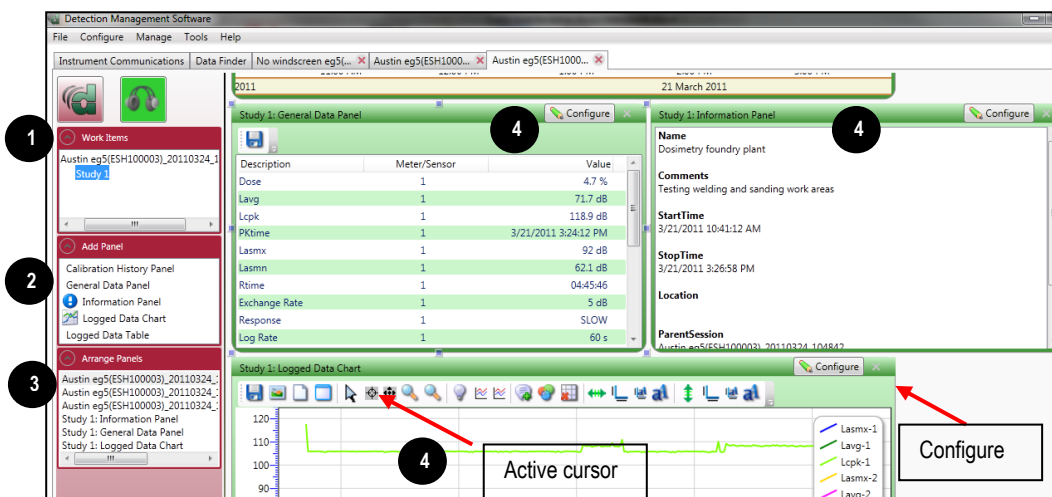 Detection Management Software
File Configure Manage Tools Help
Instrument Communications Data Finder No windscreen eg5(... Austin eg5(ESH1000... Austin eg5(ESH1000...
2011 21 March 2011
1
Work Items
Austin eg5(ESH100003)_20110324_1
Study 1
2
Add Panel
Calibration History Panel
General Data Panel
Information Panel
Logged Data Chart
Logged Data Table
3
Arrange Panels
Austin eg5(ESH100003)_20110324_
Austin eg5(ESH100003)_20110324_
Austin eg5(ESH100003)_20110324_
Study 1: Information Panel
Study 1: General Data Panel
Study 1: Logged Data Chart
Study 1: General Data Panel
4
Configure
Description Meter/Sensor Value
Dose 1 4.7 %
Lavg 1 71.7 dB
Lcpk 1 118.9 dB
PKtime 1 3/21/2011 3:24:12 PM
Lasmx 1 92 dB
Lasmn 1 62.1 dB
Rtime 1 04:45:46
Exchange Rate 1 5 dB
Response 1 SLOW
Log Rate 1 60 s
Study 1: Information Panel
4
Configure
Name
Dosimetry foundry plant
Comments
Testing welding and sanding work areas
StartTime
3/21/2011 10:41:12 AM
StopTime
3/21/2011 3:26:58 PM
Location
ParentSession
Austin eg5(ESH100003)_20110324_104842
Study 1: Logged Data Chart
Configure
120
110
100
90
4
Active cursor
Lasmx-1
Lavg-1
Lcpk-1
Lasmx-2
Lavg-2
Configure